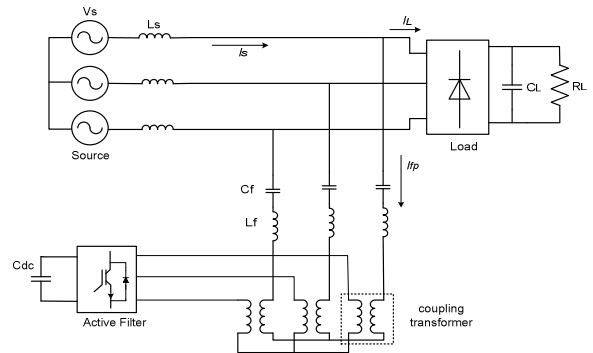 Vs
Ls
Is
IL
CL
RL
Source
Load
Ifp
Cf
Lf
Cdc
Active Filter
coupling
transformer